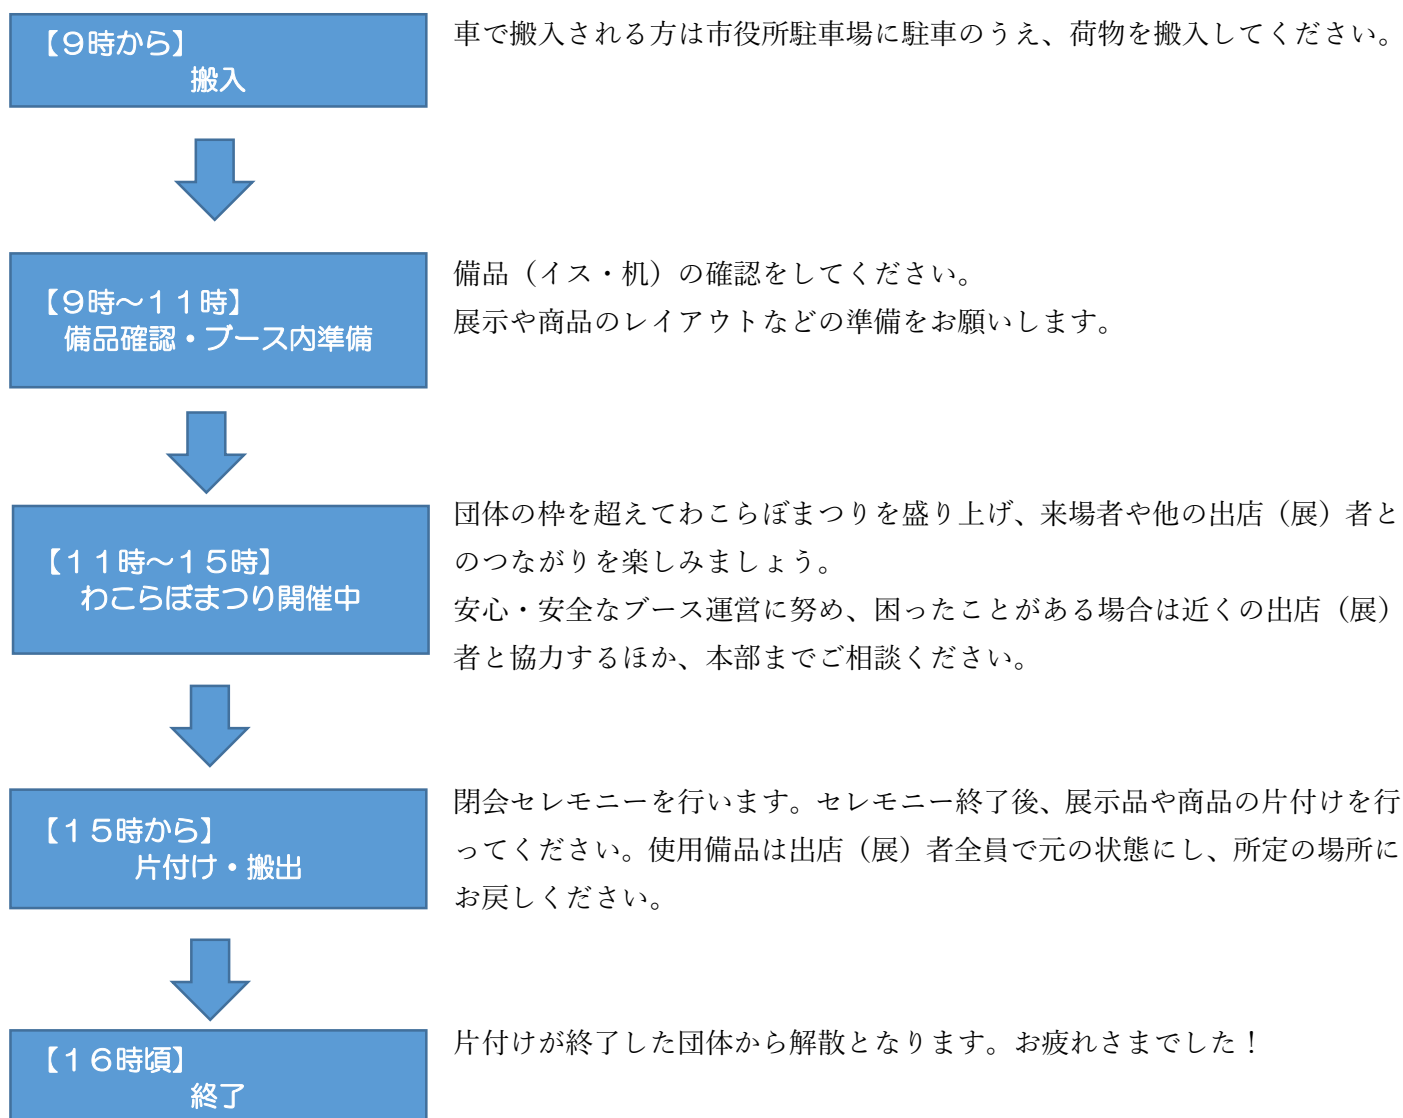 【９時から】
搬入
車で搬入される方は市役所駐車場に駐車のうえ、荷物を搬入してください。
【９時～１１時】
備品確認・ブース内準備
備品（イス・机）の確認をしてください。
展示や商品のレイアウトなどの準備をお願いします。
【１１時～１５時】
わこらぼまつり開催中
団体の枠を超えてわこらぼまつりを盛り上げ、来場者や他の出店（展）者と
のつながりを楽しみましょう。
安心・安全なブース運営に努め、困ったことがある場合は近くの出店（展）
者と協力するほか、本部までご相談ください。
【１５時から】
片付け・搬出
閉会セレモニーを行います。セレモニー終了後、展示品や商品の片付けを行
ってください。使用備品は出店（展）者全員で元の状態にし、所定の場所に
お戻しください。
【１６時頃】
終了
片付けが終了した団体から解散となります。お疲れさまでした！